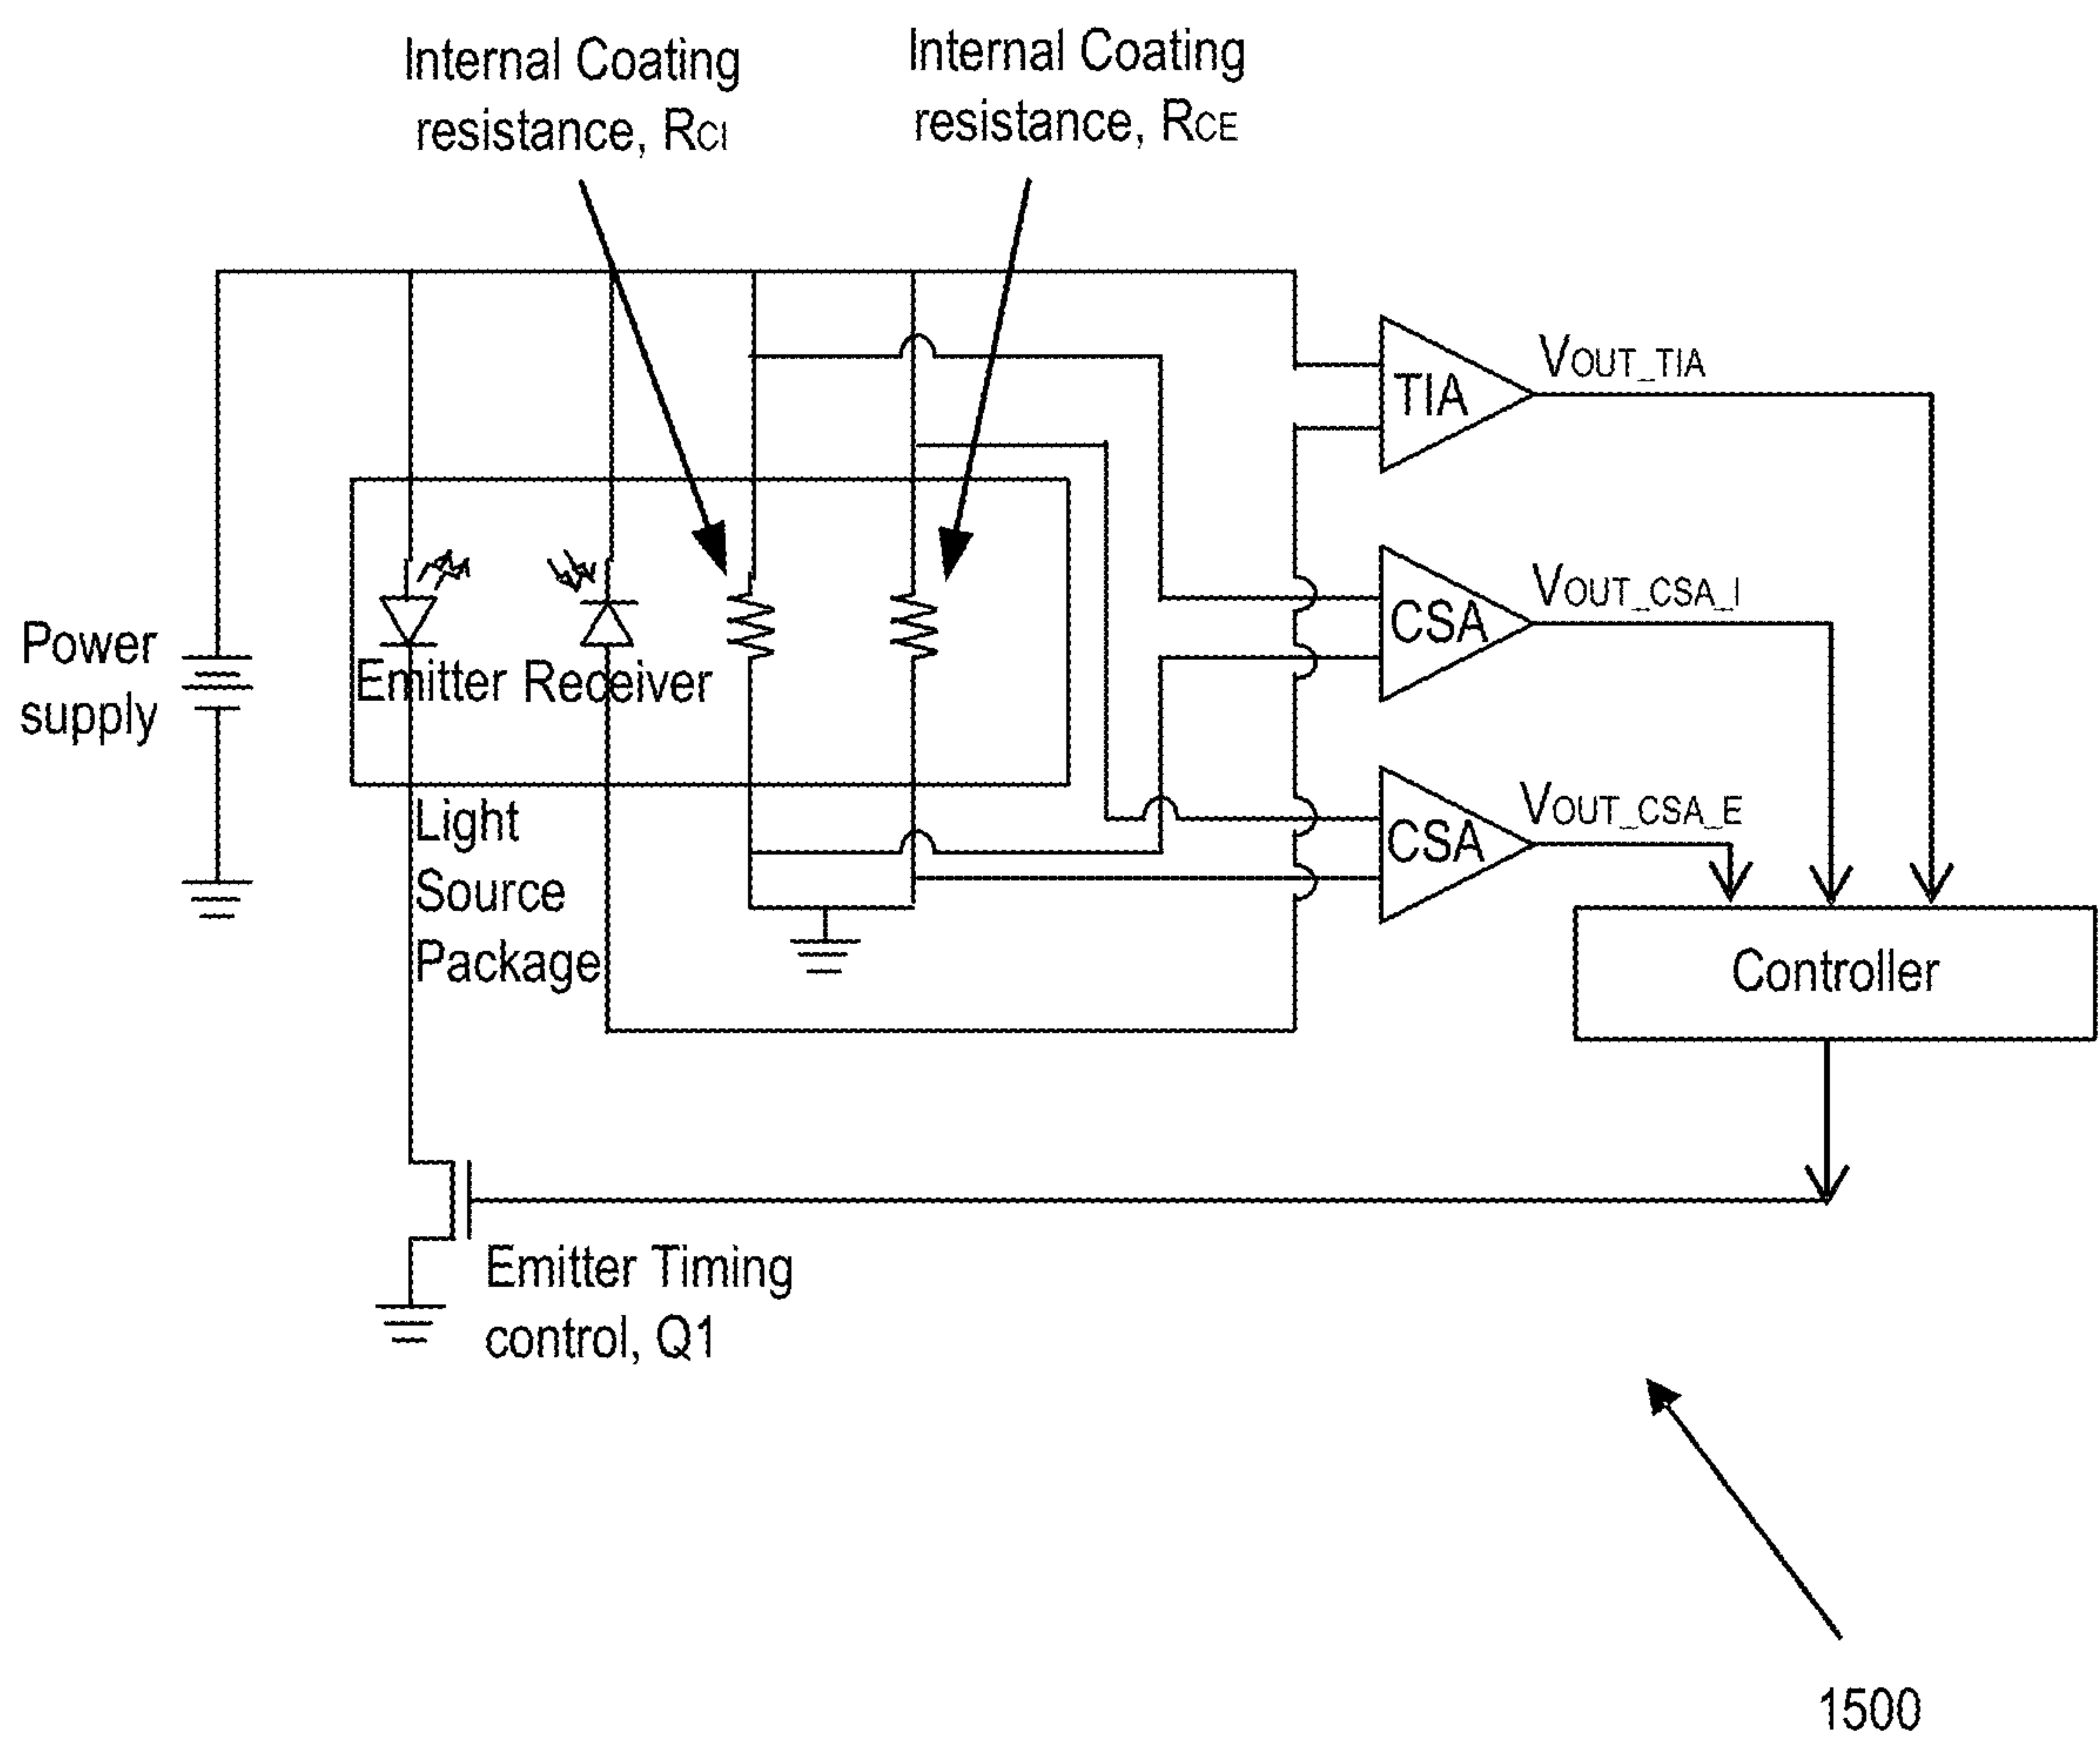 Internal Coating
resistance, RCI
Internal Coating
resistance, RCE
VOUT_TIA
TIA
VOUT_CSA_I
CSA
Power
supply
Emitter Receiver
VOUT_CSA_E
CSA
Light
Source
Package
Controller
Emitter Timing
control, Q1
1500